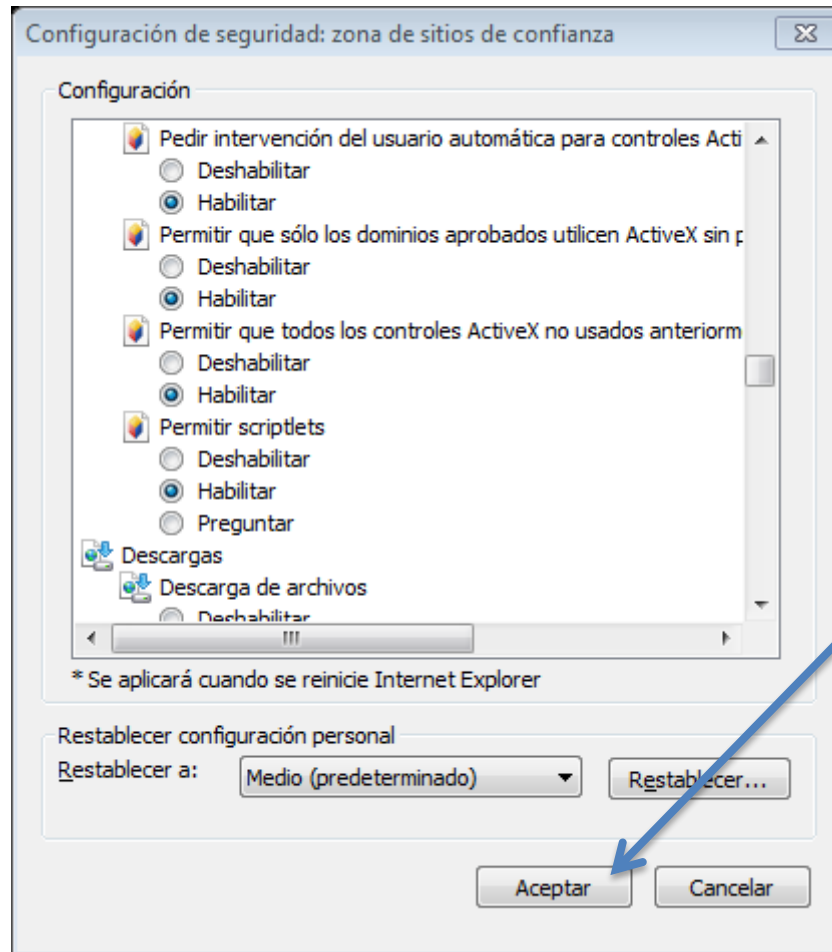 Configuración de seguridad: zona de sitios de confianza
Configuración
Pedir intervención del usuario automática para controles Acti
Deshabilitar
Habilitar
Permitir que sólo los dominios aprobados utilicen ActiveX sin p
Deshabilitar
Habilitar
Permitir que todos los controles ActiveX no usados anteriorm
Deshabilitar
Habilitar
Permitir scriptlets
Deshabilitar
Habilitar
Preguntar
Descargas
Descarga de archivos
Deshabilitar
* Se aplicará cuando se reinicie Internet Explorer
Restablecer configuración personal
Restablecer a: Medio (predeterminado) Restablecer...
Aceptar Cancelar